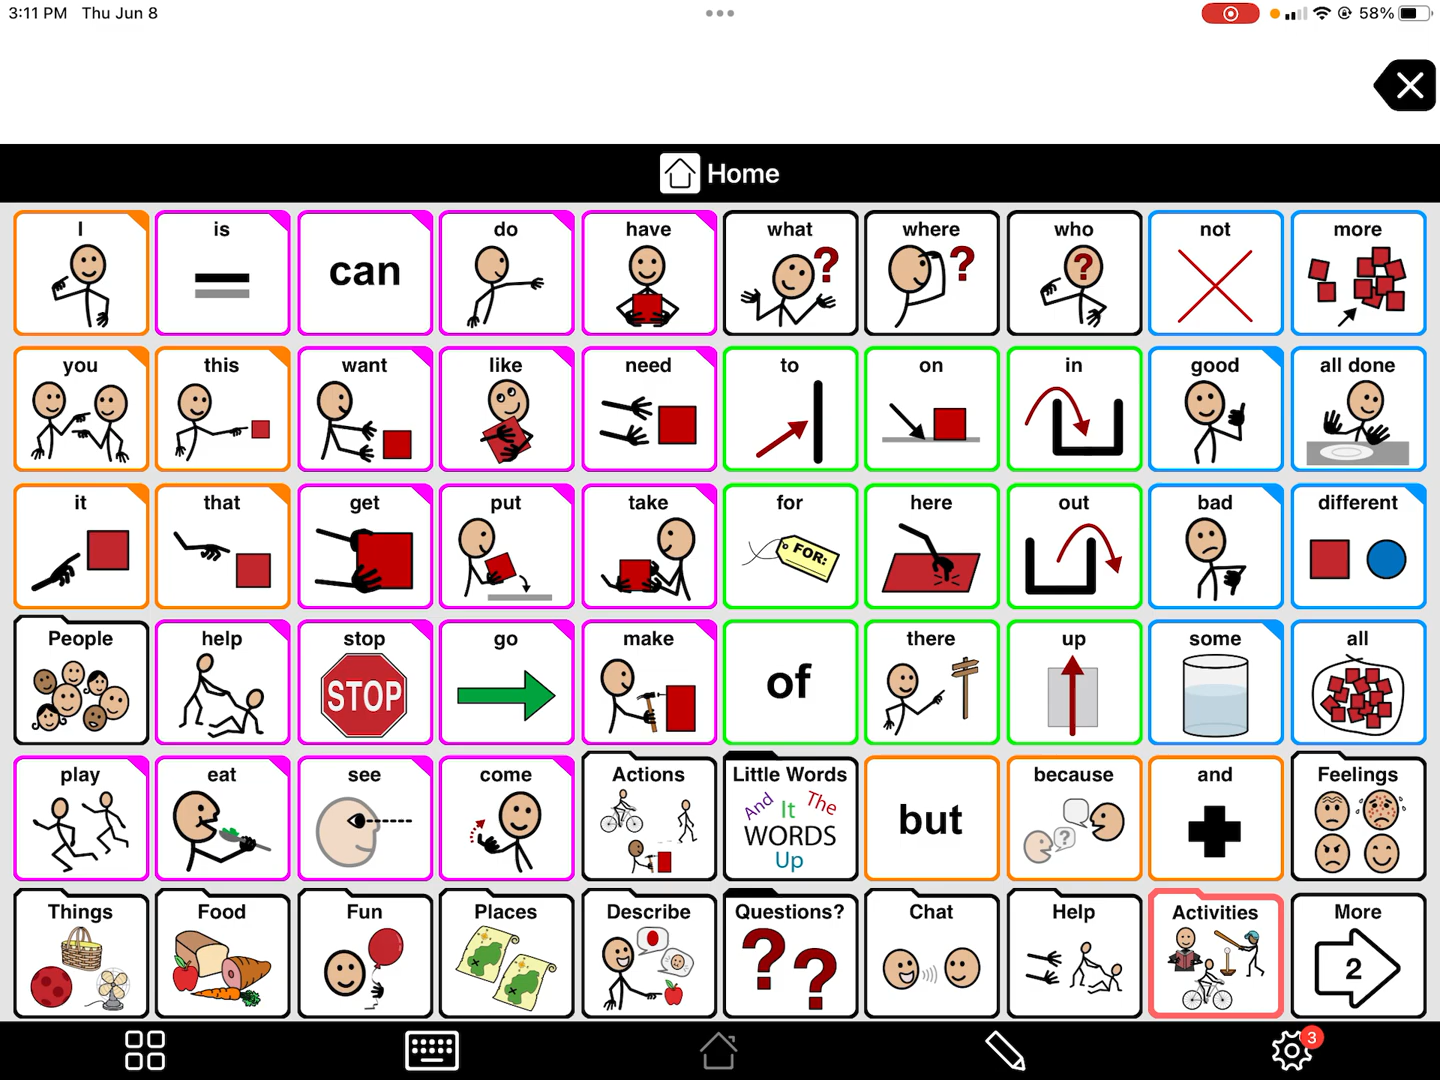 3:11 PM Thu Jun 8
58%
Home
I is can do have what where who not more
you this want like need to on in good all done
it that get put take for here out bad different
FOR:
People help stop go make of there up some all
STOP
play eat see come Actions Little Words but because and Feelings
And It The
WORDS
Up
Things Food Fun Places Describe Questions? Chat Help Activities More
2
3